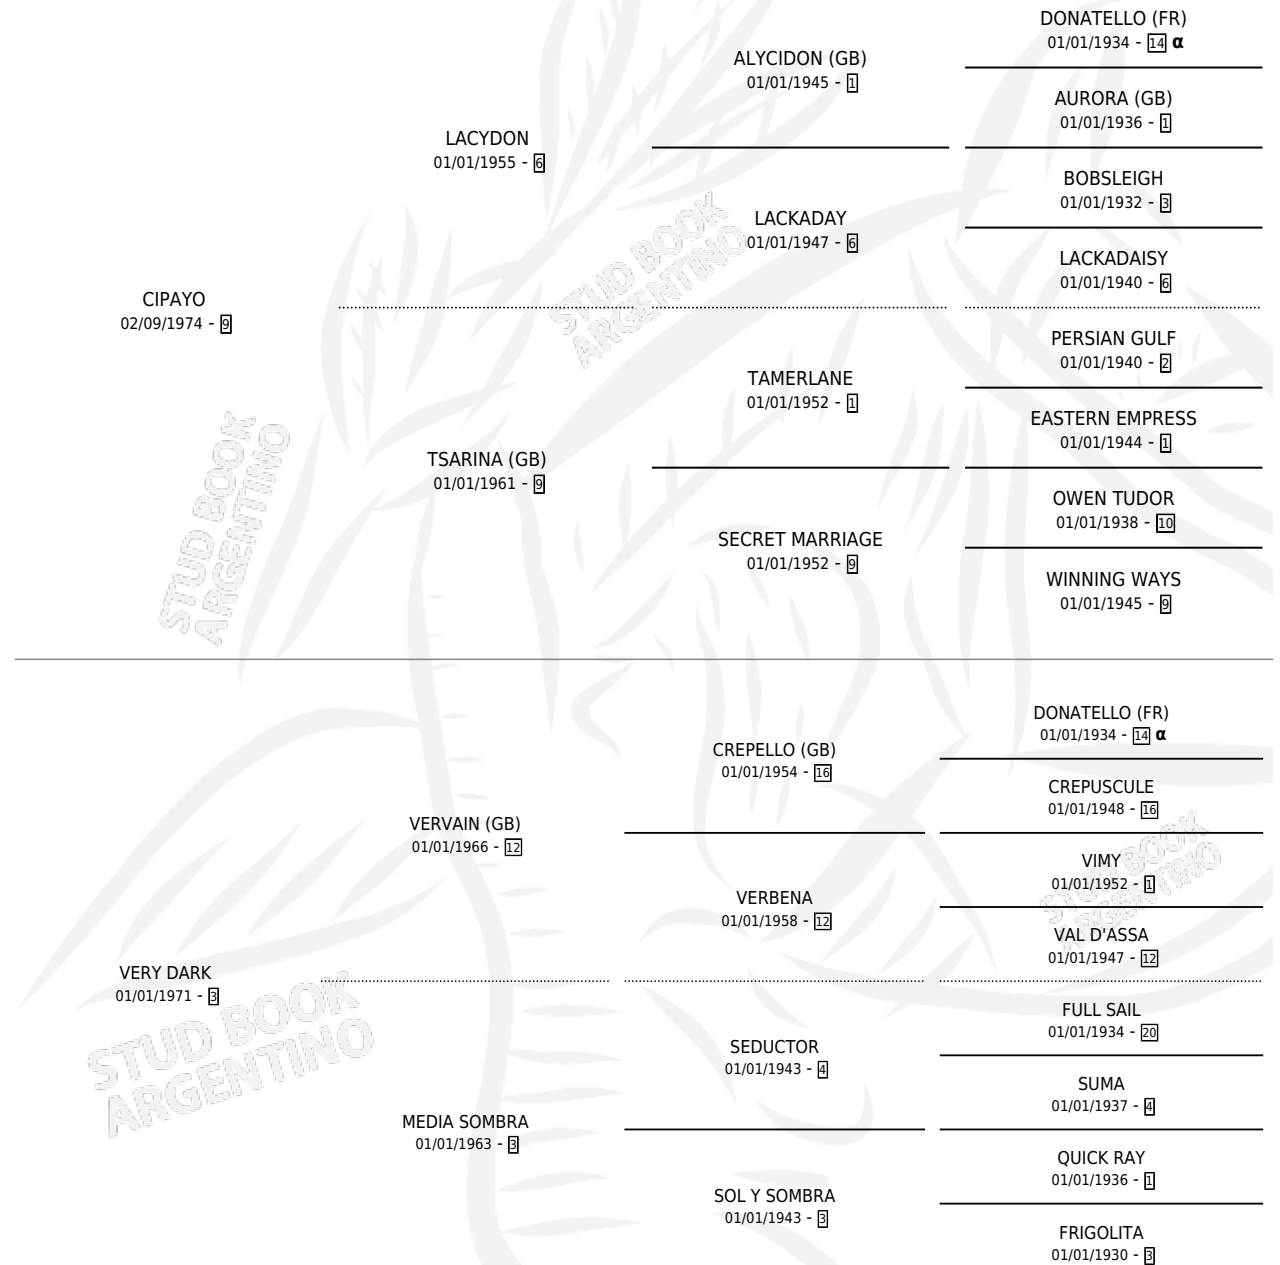 DONATELLO (FR)
01/01/1934 - 14 α
ALYCIDON (GB)
01/01/1945 - 1
AURORA (GB)
01/01/1936 - 1
LACYDON
01/01/1955 - 6
BOBSLEIGH
01/01/1932 - 3
LACKADAY
01/01/1947 - 6
LACKADAISY
01/01/1940 - 6
CIPAYO
02/09/1974 - 9
PERSIAN GULF
01/01/1940 - 2
TAMERLANE
01/01/1952 - 1
EASTERN EMPRESS
01/01/1944 - 1
TSARINA (GB)
01/01/1961 - 9
OWEN TUDOR
01/01/1938 - 10
SECRET MARRIAGE
01/01/1952 - 9
WINNING WAYS
01/01/1945 - 9
DONATELLO (FR)
01/01/1934 - 14 α
CREPELLO (GB)
01/01/1954 - 16
CREPUSCULE
01/01/1948 - 16
VERVAIN (GB)
01/01/1966 - 12
VIMY
01/01/1952 - 1
VERBENA
01/01/1958 - 12
VAL D'ASSA
01/01/1947 - 12
VERY DARK
01/01/1971 - 3
FULL SAIL
01/01/1934 - 20
SEDUCTOR
01/01/1943 - 4
SUMA
01/01/1937 - 4
MEDIA SOMBRA
01/01/1963 - 3
QUICK RAY
01/01/1936 - 1
SOL Y SOMBRA
01/01/1943 - 3
FRIGOLITA
01/01/1930 - 3
STUD BOOK
ARGENTINO
STUD BOOK
ARGENTINO
STUD BOOK
ARGENTINO
STUD BOOK
ARGENTINO